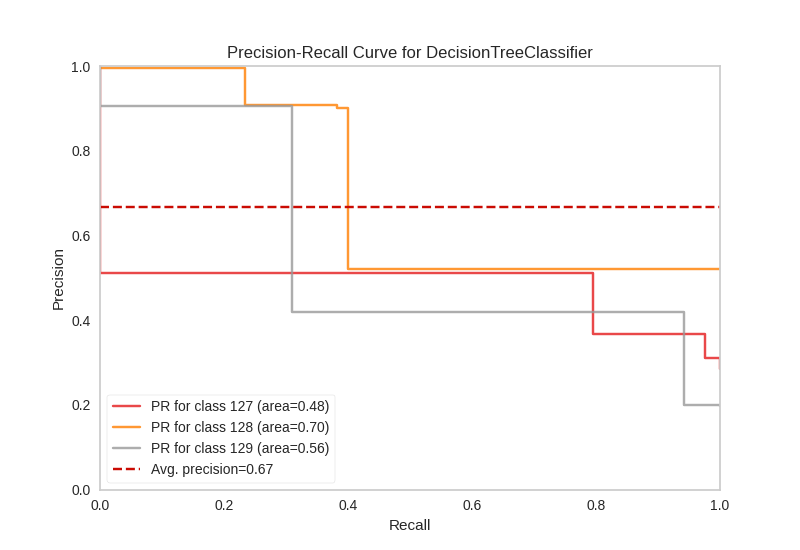 Precision-Recall Curve for DecisionTreeClassifier
1.0
0.8
0.6
0.4
0.2
0.0
Precision
PR for class 127 (area=0.48)
PR for class 128 (area=0.70)
PR for class 129 (area=0.56)
Avg. precision=0.67
0.0 0.2 0.4 0.6 0.8 1.0
Recall